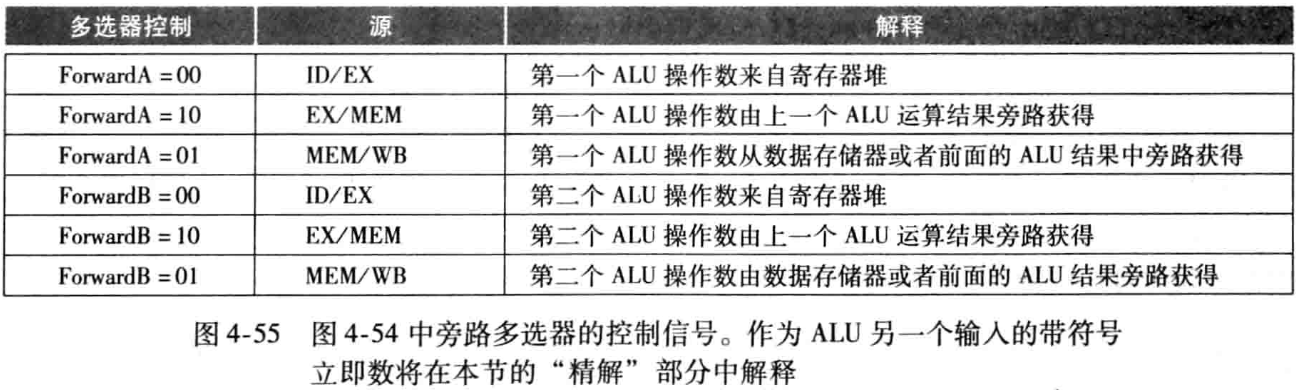 多选器控制 源 解释
ForwardA = 00 ID/EX 第一个 ALU 操作数来自寄存器堆
ForwardA = 10 EX/MEM 第一个 ALU 操作数由上一个 ALU 运算结果旁路获得
ForwardA = 01 MEM/WB 第一个 ALU 操作数从数据存储器或者前面的 ALU 结果中旁路获得
ForwardB = 00 ID/EX 第二个 ALU 操作数来自寄存器堆
ForwardB = 10 EX/MEM 第二个 ALU 操作数由上一个 ALU 运算结果旁路获得
ForwardB = 01 MEM/WB 第二个 ALU 操作数由数据存储器或者前面的 ALU 结果旁路获得
图 4-55 图 4-54 中旁路多选器的控制信号。作为 ALU 另一个输入的带符号
立即数将在本节的“精解”部分中解释